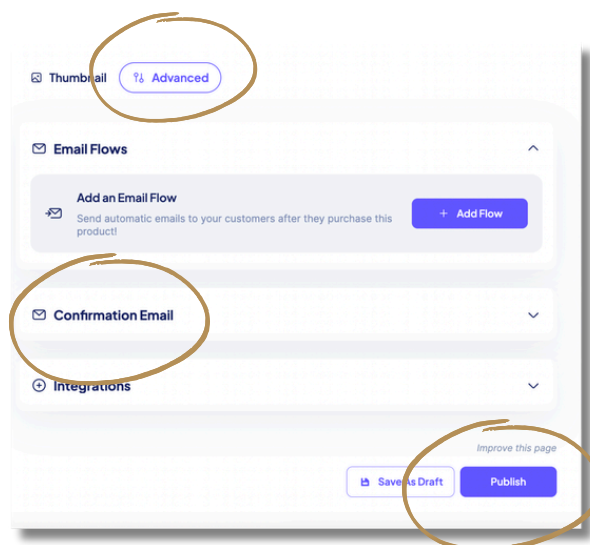 Thumbnail
Advanced
Email Flows
Add an Email Flow
Send automatic emails to your customers after they purchase this
product!
+ Add Flow
Confirmation Email
Integrations
Improve this page
Save As Draft
Publish